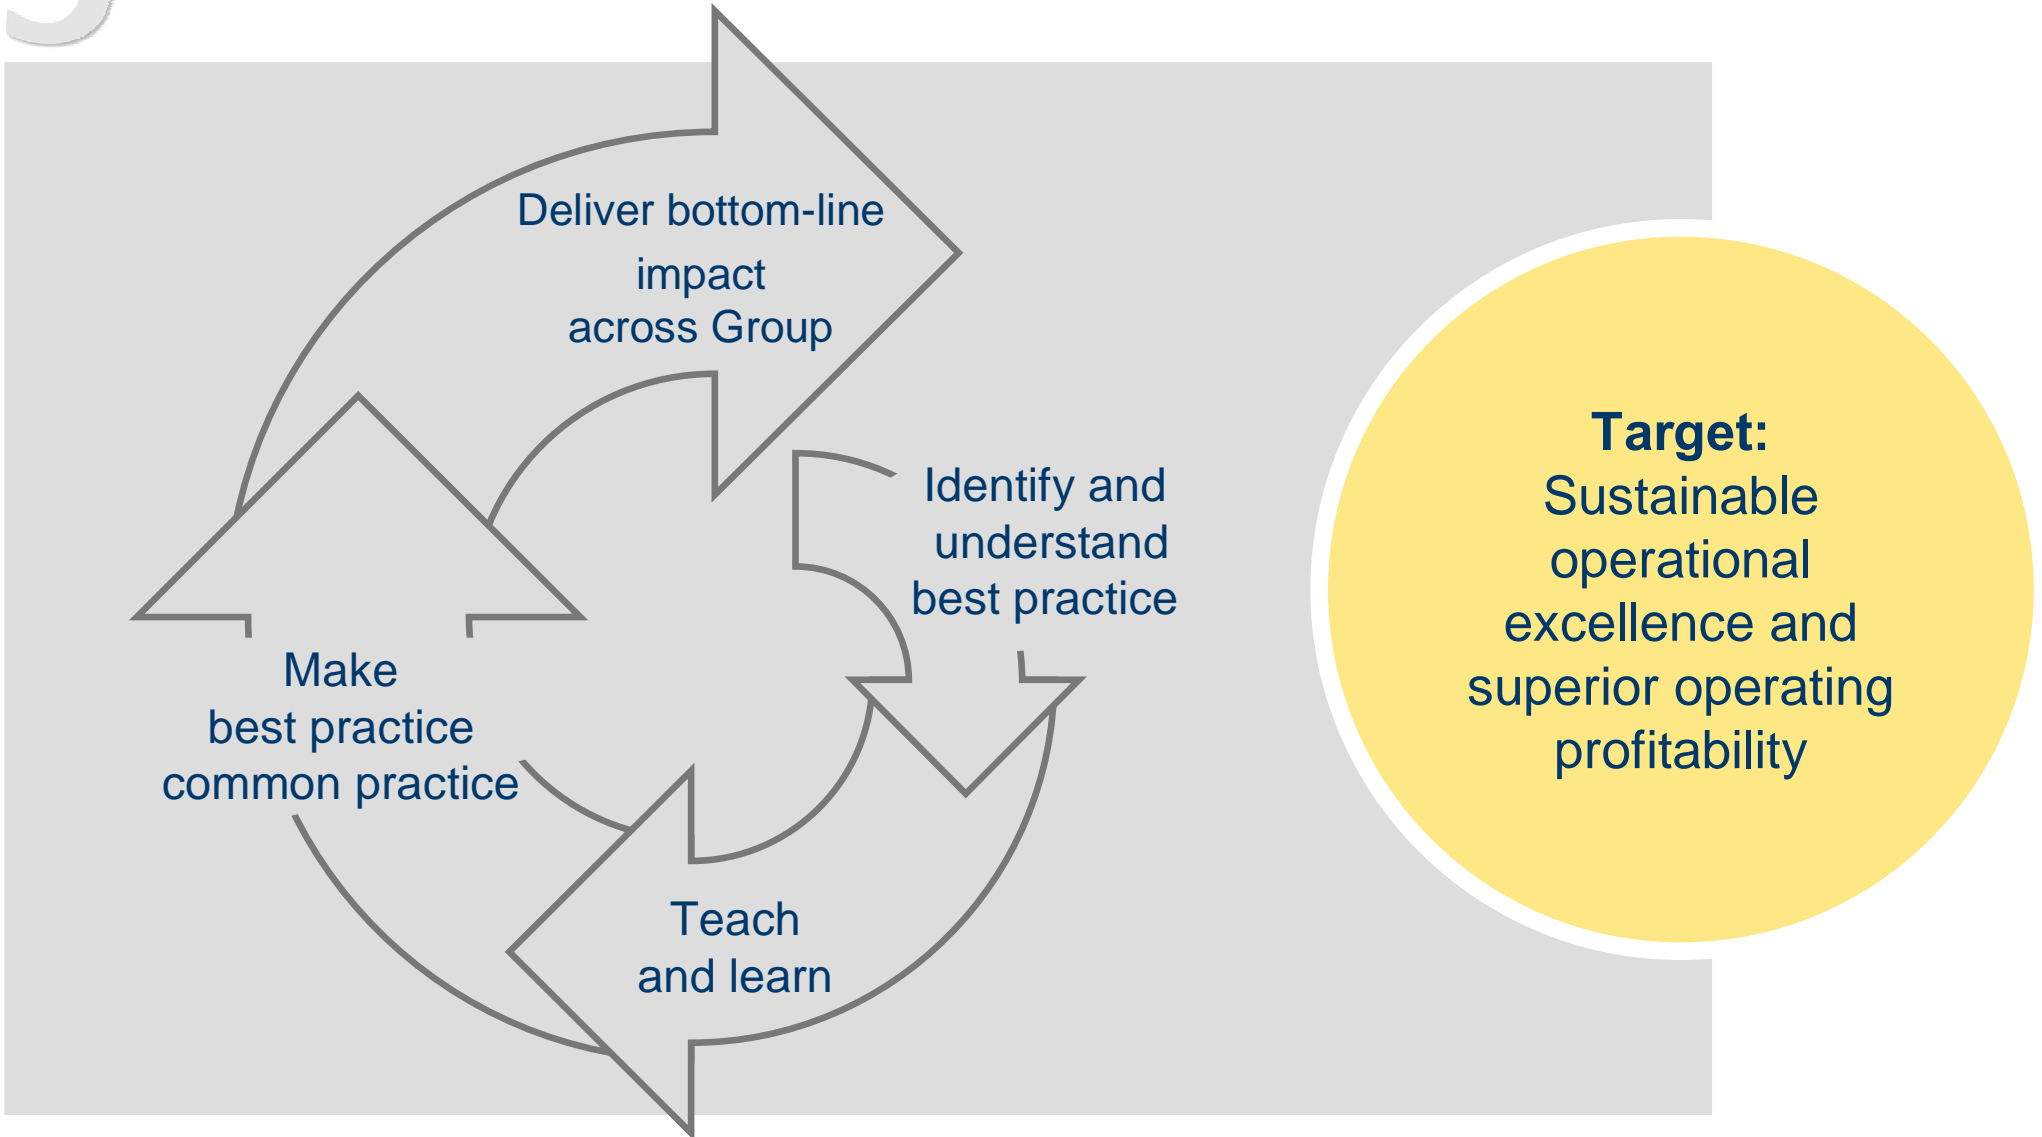 Deliver bottom-line
impact
across Group
Identify and
understand
best practice
Teach
and learn
Make
best practice
common practice
Target:
Sustainable
operational
excellence and
superior operating
profitability